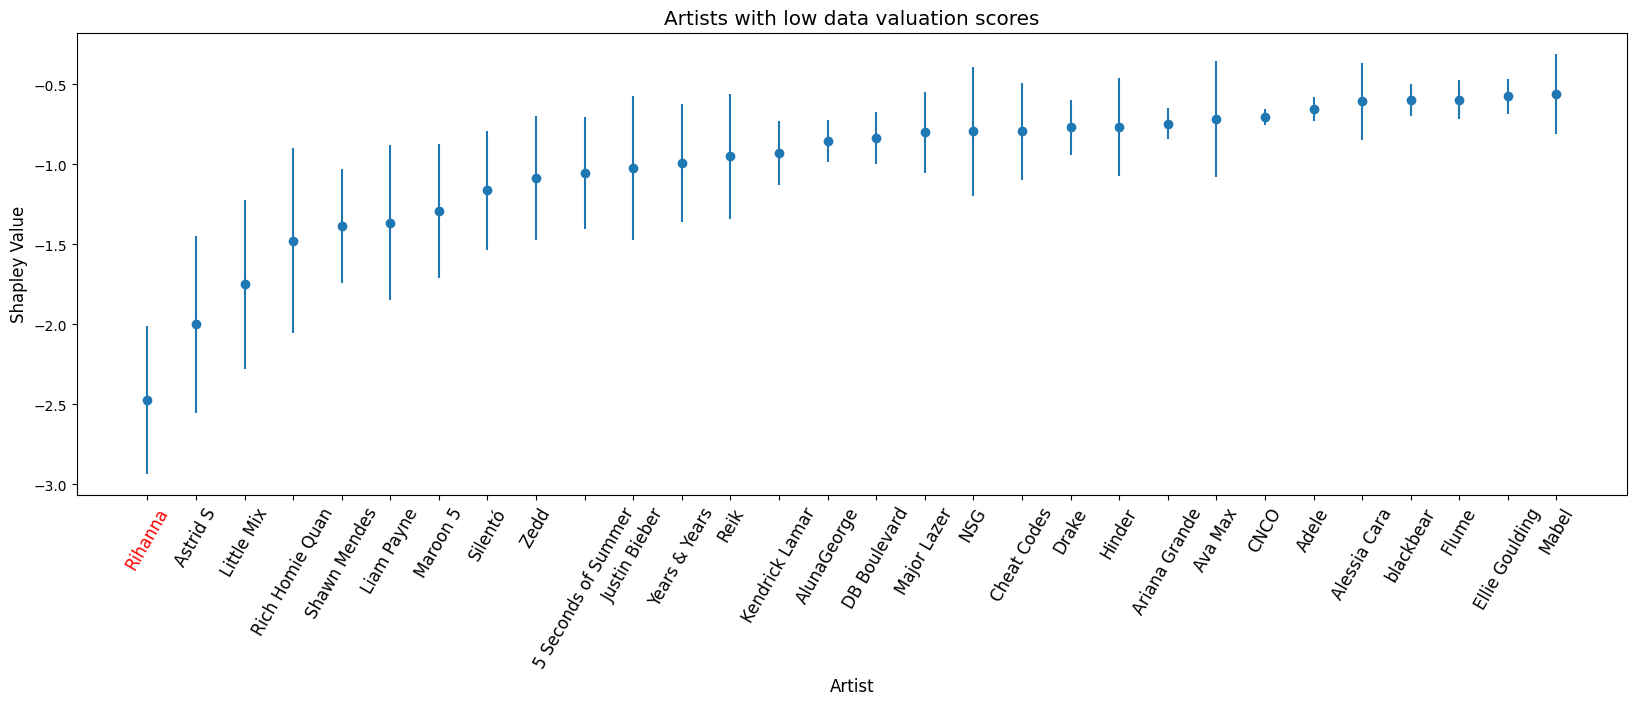 Artists with low data valuation scores
Shapley Value
−0.5
−1.0
−1.5
−2.0
−2.5
−3.0
Rihanna
Astrid S
Little Mix
Rich Homie Quan
Shawn Mendes
Liam Payne
Maroon 5
Silentó
Zedd
5 Seconds of Summer
Justin Bieber
Years & Years
Reik
Kendrick Lamar
AlunaGeorge
DB Boulevard
Major Lazer
NSG
Cheat Codes
Drake
Hinder
Ariana Grande
Ava Max
CNCO
Adele
Alessia Cara
blackbear
Flume
Ellie Goulding
Mabel
Artist